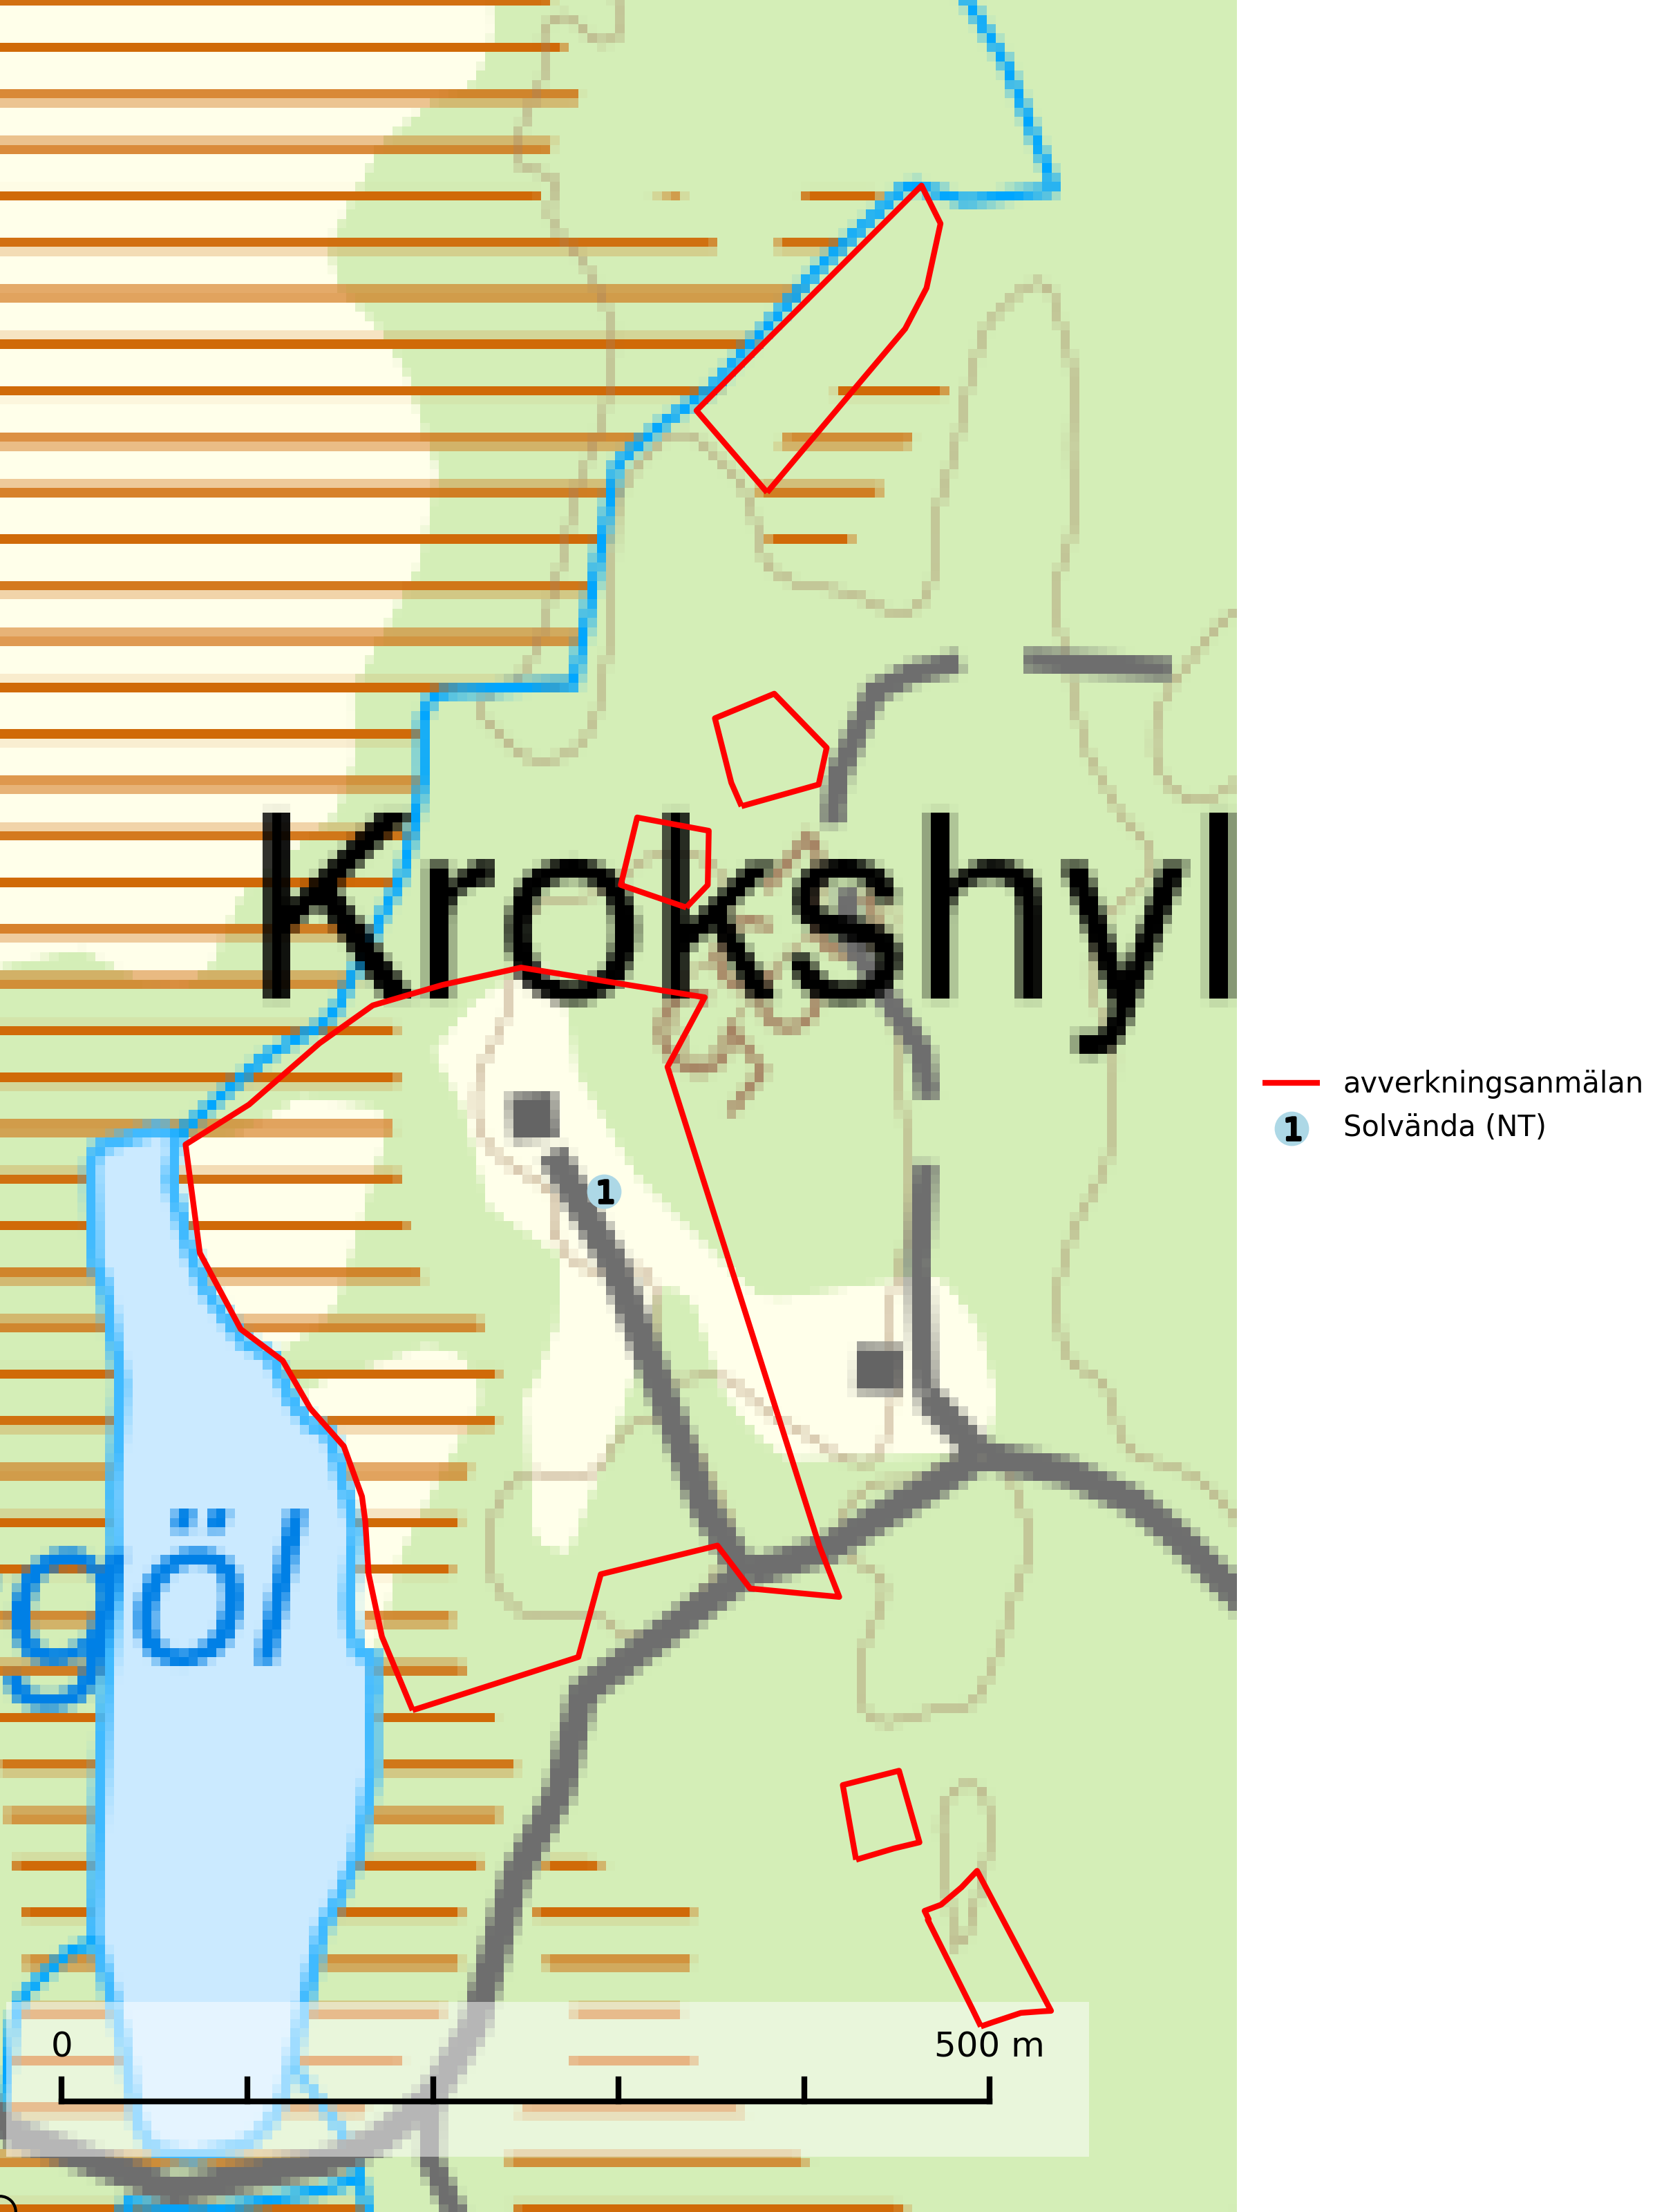 Krokshyl
1
avverkningsanmälan
1 Solvända (NT)
göl
0 500 m